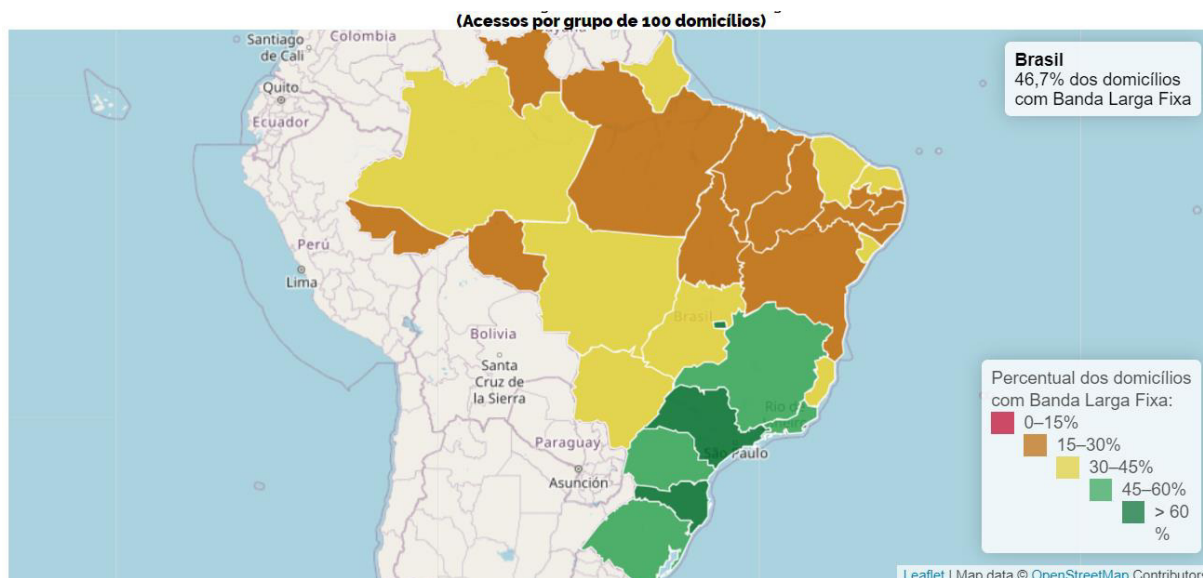 (Acessos por grupo de 100 domicílios)
Santiago
de Cali
Colombia
Quito
Ecuador
Perú
Lima
Bolivia
Santa
Cruz de
la Sierra
Paraguay
Asunción
Brasil
São Paulo
Brasil
46,7% dos domicílios
com Banda Larga Fixa
Percentual dos domicílios
com Banda Larga Fixa:
0–15%
15–30%
30–45%
45–60%
> 60
%
Leaflet | Map data © OpenStreetMap Contributor